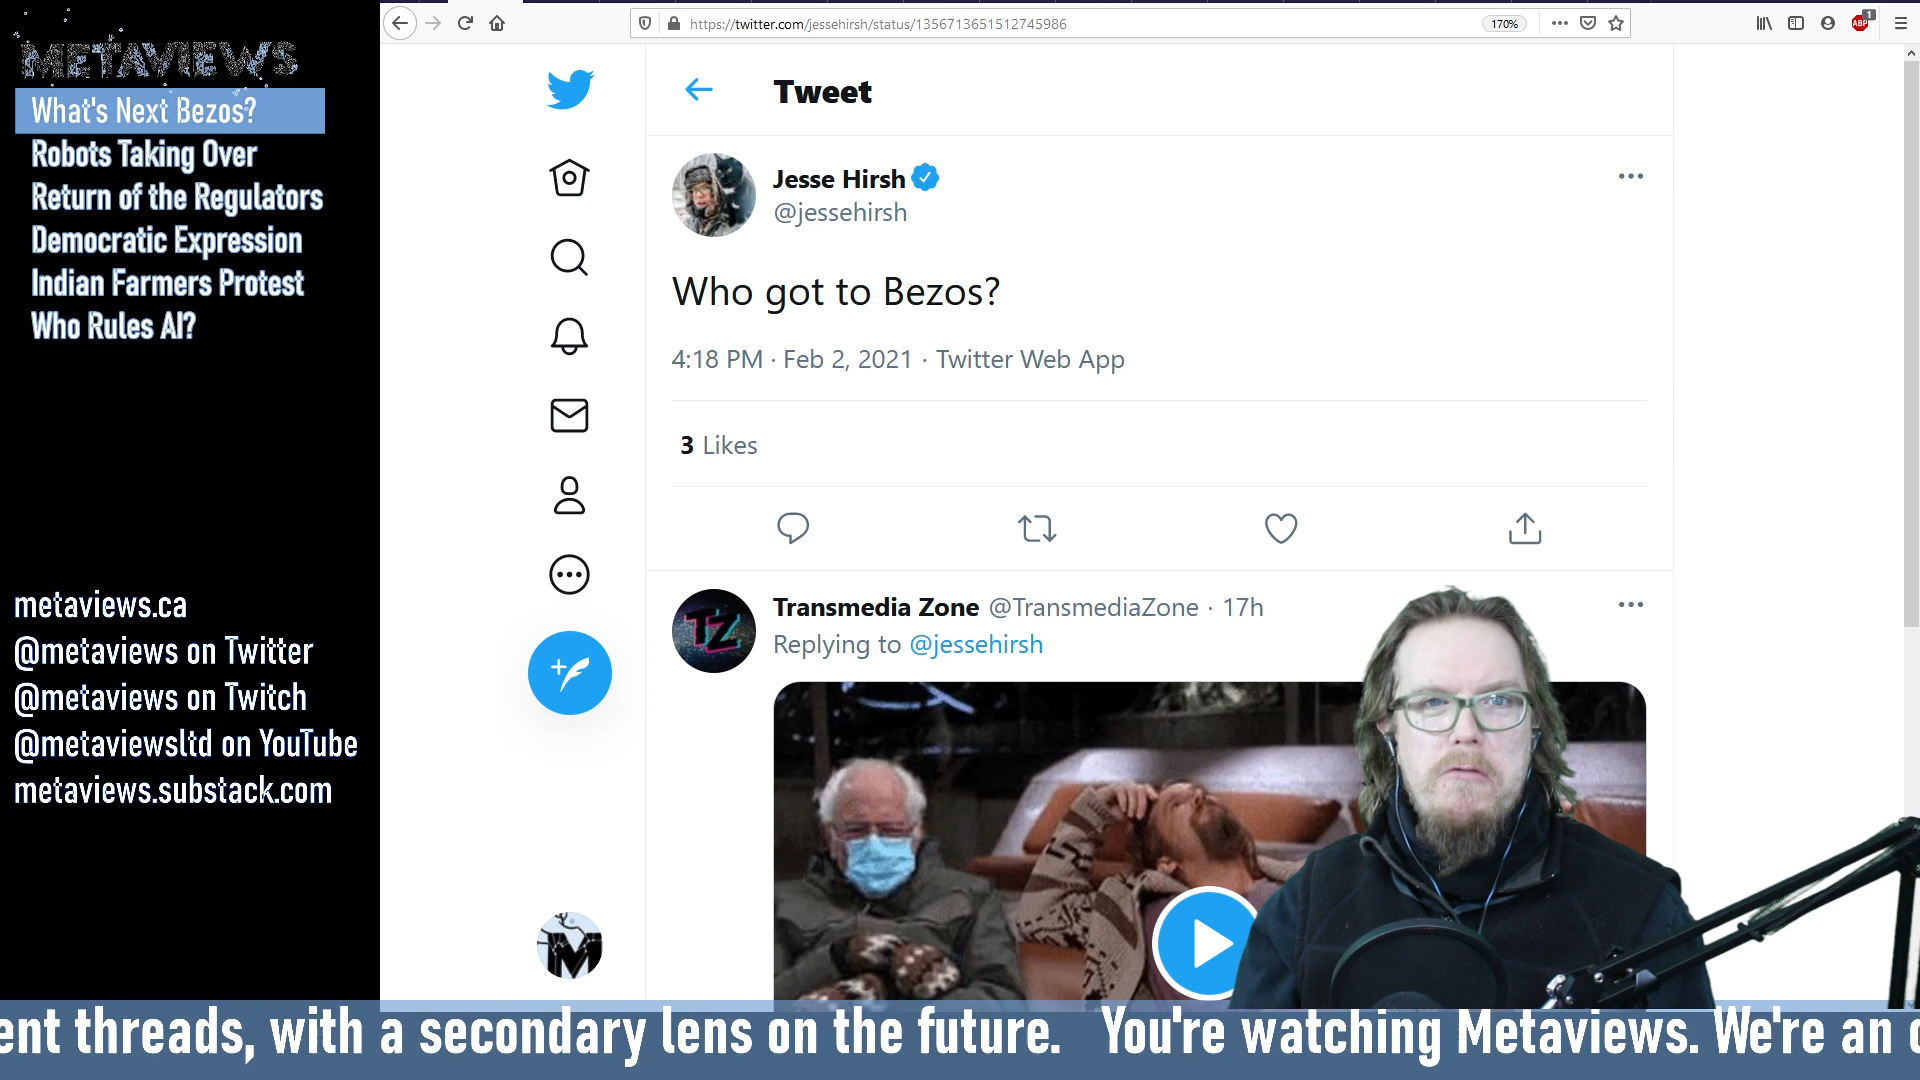 METAVIEWS
What's Next Bezos?
Robots Taking Over
Return of the Regulators
Democratic Expression
Indian Farmers Protest
Who Rules AI?
metaviews.ca
@metaviews on Twitter
@metaviews on Twitch
@metaviewsltd on YouTube
metaviews.substack.com
https://twitter.com/jessehirsh/status/1356713651512745986
170%
ABP
1
Tweet
Jesse Hirsh
@jessehirsh
Who got to Bezos?
4:18 PM · Feb 2, 2021 · Twitter Web App
3 Likes
TZ
Transmedia Zone @TransmediaZone · 17h
Replying to @jessehirsh
M
ent threads, with a secondary lens on the future. You're watching Metaviews. We're an